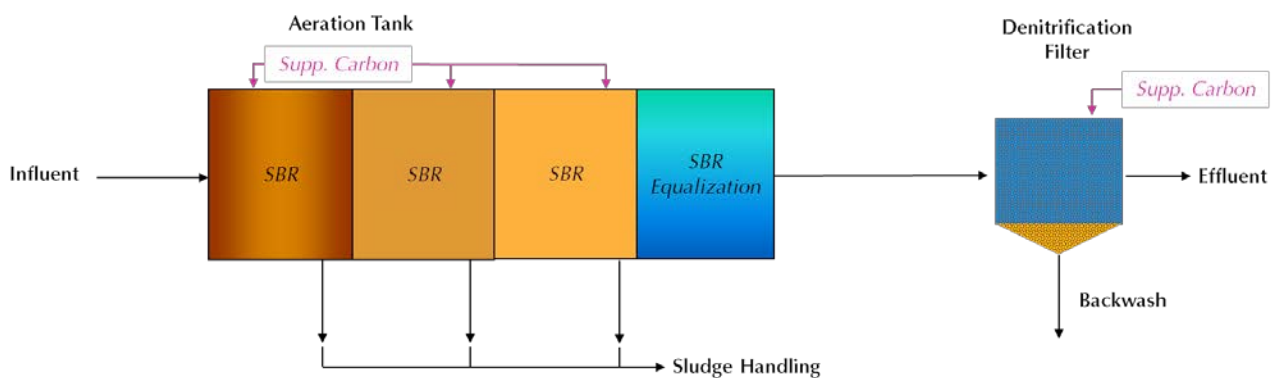 Aeration Tank
Denitrification
Filter
Supp. Carbon
Supp. Carbon
Influent
SBR
SBR
SBR
SBR
Equalization
Effluent
Backwash
Sludge Handling